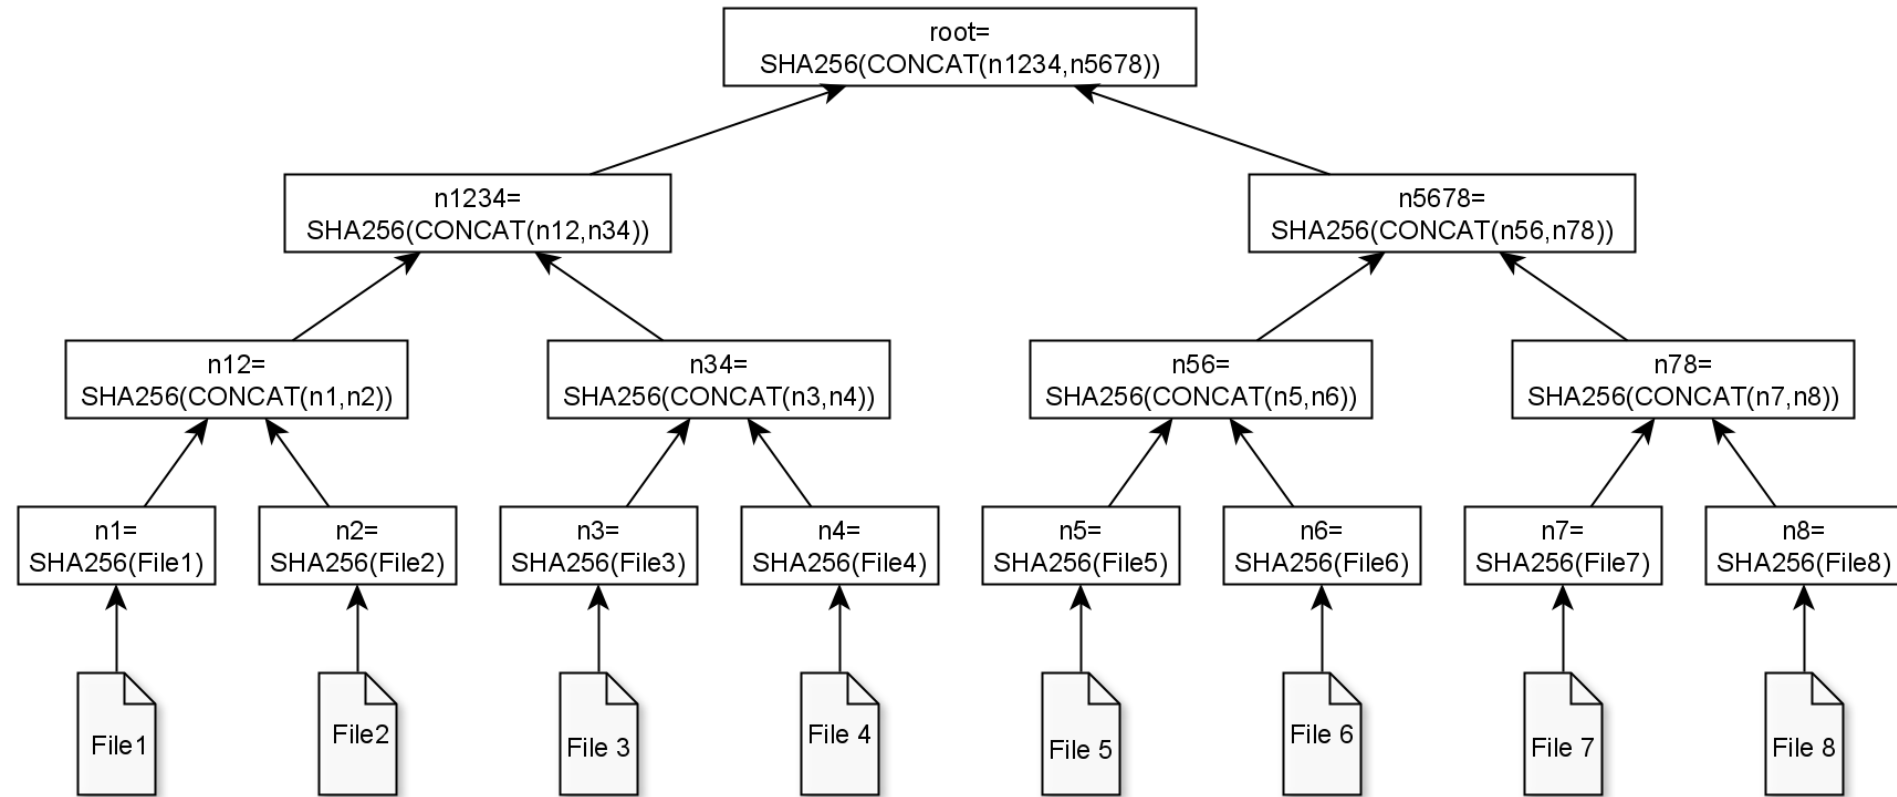 root=
SHA256(CONCAT(n1234,n5678))
n1234=
SHA256(CONCAT(n12,n34))
n5678=
SHA256(CONCAT(n56,n78))
n12=
SHA256(CONCAT(n1,n2))
n34=
SHA256(CONCAT(n3,n4))
n56=
SHA256(CONCAT(n5,n6))
n78=
SHA256(CONCAT(n7,n8))
n1=
SHA256(File1)
n2=
SHA256(File2)
n3=
SHA256(File3)
n4=
SHA256(File4)
n5=
SHA256(File5)
n6=
SHA256(File6)
n7=
SHA256(File7)
n8=
SHA256(File8)
File1
File2
File 3
File 4
File 5
File 6
File 7
File 8